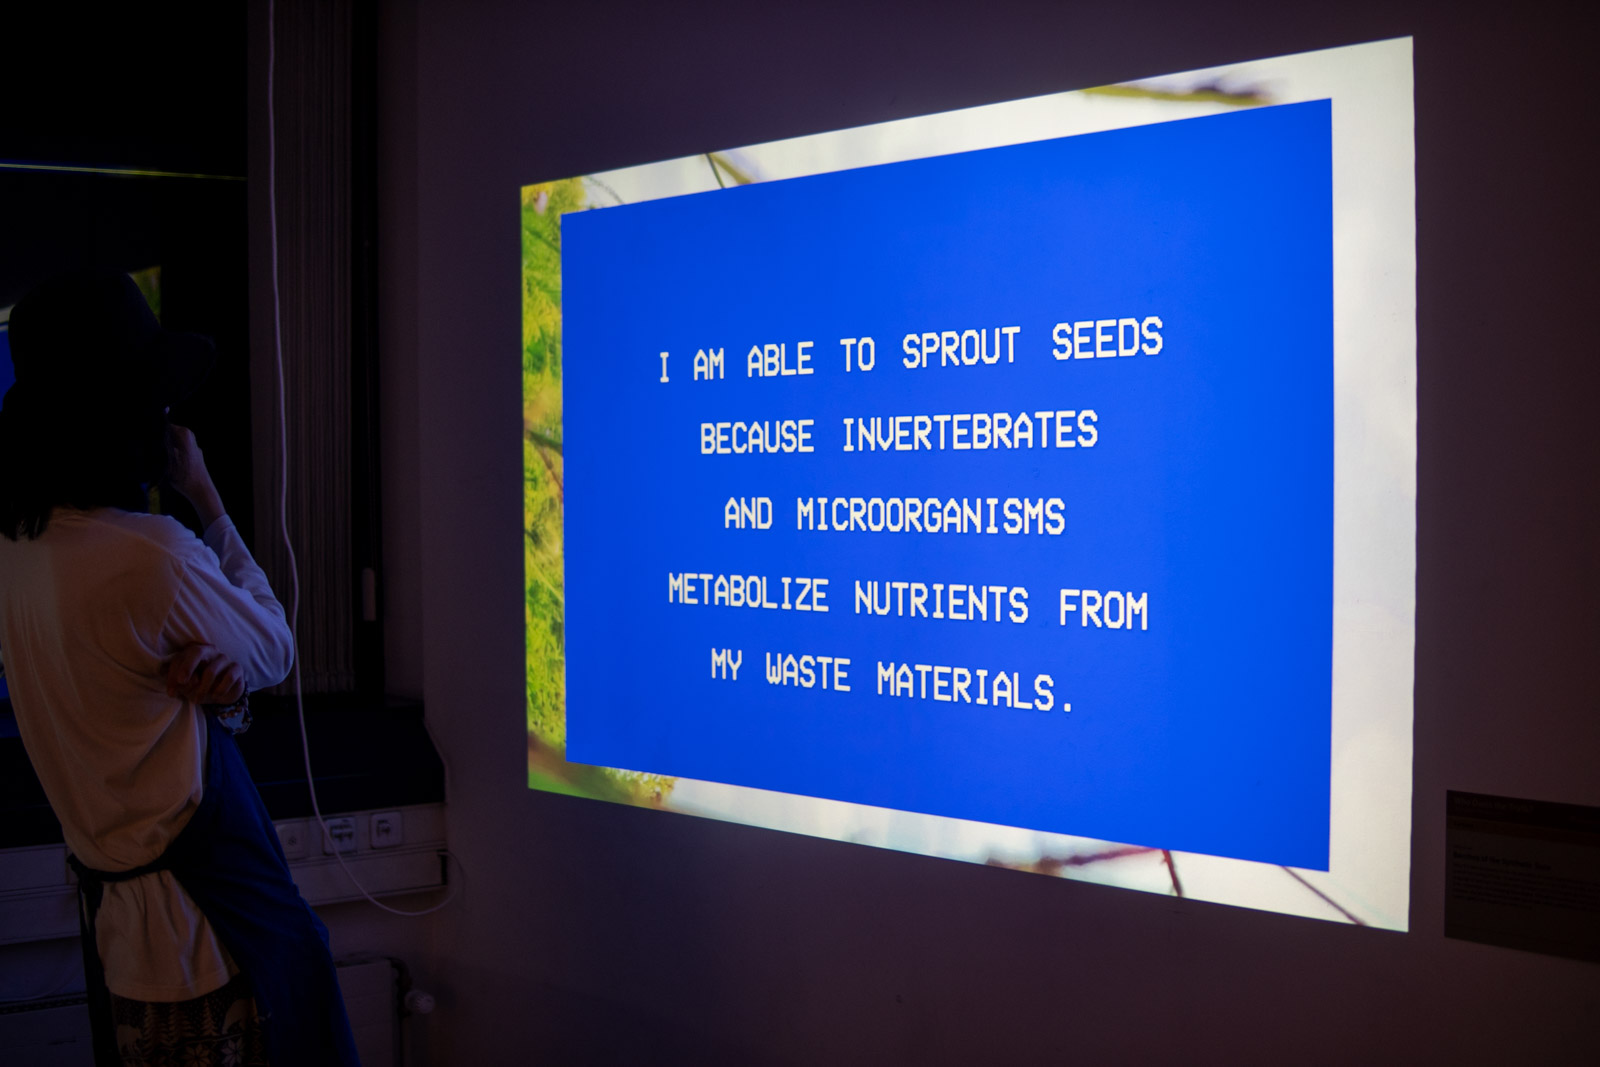 I AM ABLE TO SPROUT SEEDS
BECAUSE INVERTEBRATES
AND MICROORGANISMS
METABOLIZE NUTRIENTS FROM
MY WASTE MATERIALS.